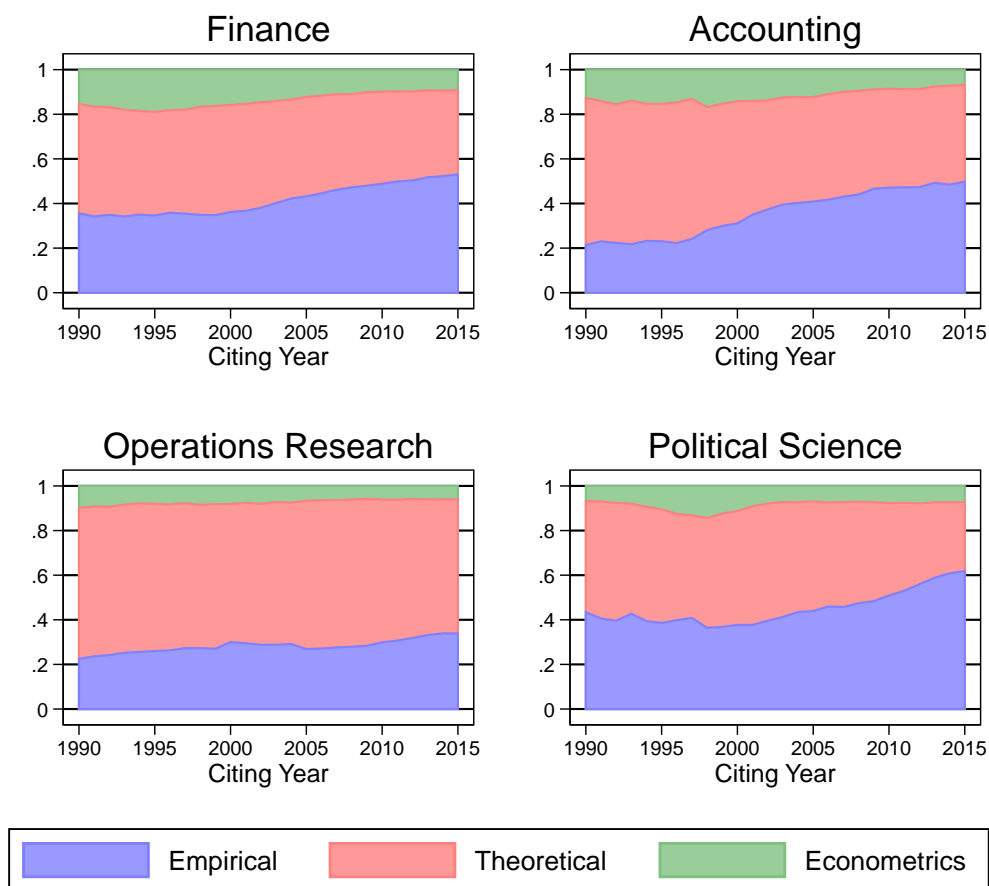 Finance
1
.8
.6
.4
.2
0
1990 1995 2000 2005 2010 2015
Citing Year
Accounting
1
.8
.6
.4
.2
0
1990 1995 2000 2005 2010 2015
Citing Year
Operations Research
1
.8
.6
.4
.2
0
1990 1995 2000 2005 2010 2015
Citing Year
Political Science
1
.8
.6
.4
.2
0
1990 1995 2000 2005 2010 2015
Citing Year
Empirical Theoretical Econometrics